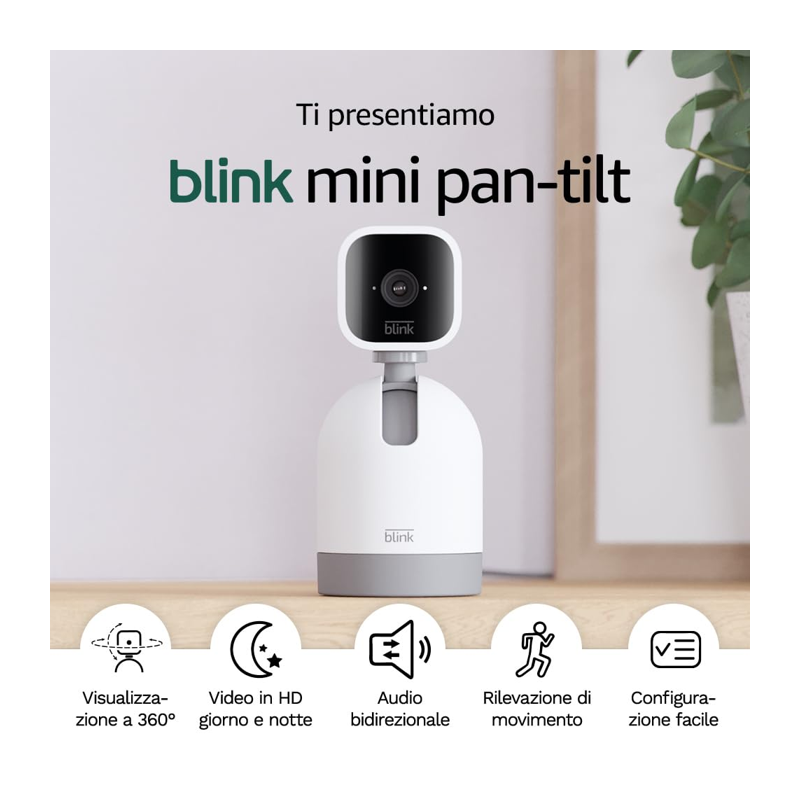 Ti presentiamo
blink mini pan-tilt
blink
blink
Visualizza-
zione a 360°
Video in HD
giorno e notte
Audio
bidirezionale
Rilevazione di
movimento
Configura-
zione facile